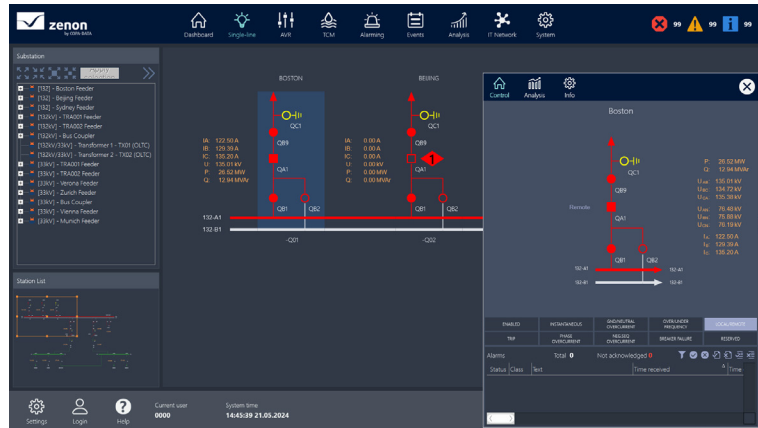 zenon
by COPA-DATA
Dashboard
Single-line
AVR
TCM
Alarming
Events
Analysis
IT Network
System
99
99
99
Substation
[132] - Boston Feeder
[132] - Beijing Feeder
[132] - Sydney Feeder
[132kV] - TRA001 Feeder
[132kV] - TRA002 Feeder
[132kV] - Bus Coupler
[132kV/33kV] - Transformer 1 - TX01 (OLTC)
[132kV/33kV] - Transformer 2 - TX02 (OLTC)
[33kV] - TRA001 Feeder
[33kV] - TRA002 Feeder
[33kV] - Verona Feeder
[33kV] - Zurich Feeder
[33kV] - Bus Coupler
[33kV] - Vienna Feeder
[33kV] - Munich Feeder
Station List
BOSTON
QC1
QB9
IA: 122.50 A
IB: 129.39 A
IC: 135.20 A
U: 135.01 kV
P: 26.52 MW
Q: 12.94 MVAr
QA1
QB1 QB2
132-A1
132-B1
-Q01
BEIJING
QC1
QB9
IA: 0.00 A
IB: 0.00 A
IC: 0.00 A
U: 0.00 kV
P: 0.00 MW
Q: 0.00 MVAr
1
QA1
QB1 QB2
-Q02
Control
Analysis
Info
Boston
QC1
QB9
Remote
QA1
QB1 QB2
132-A1 132-A1
132-B1 132-B1
P: 26.52 MW
Q: 12.94 MVAr
135.01 kV
134.72 kV
135.38 kV
76.48 kV
75.88 kV
76.19 kV
122.50 A
129.39 A
135.20 A
ENABLED
INSTANTANEOUS
GND/NEUTRAL OVERCURRENT
OVER/UNDER FREQUENCY
LOCAL/REMOTE
TRIP
PHASE OVERCURRENT
NEG.SEQ OVERCURRENT
BREAKER FAILURE
RESERVED
Alarms Total 0 Not acknowledged 0
Status Class Text Time received Time
Settings
Login
Help
Current user
0000
System time
14:45:39 21.05.2024